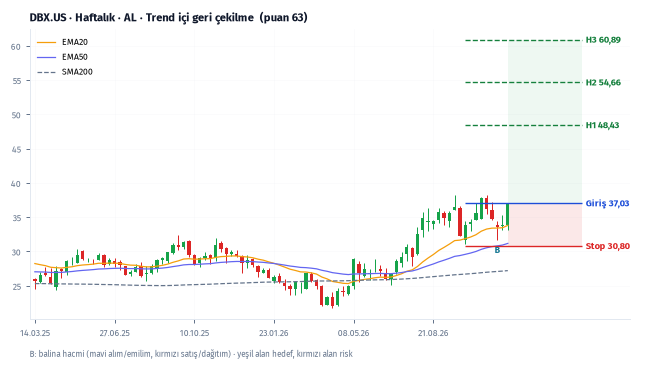 DBX.US · Haftalık · AL · Trend içi geri çekilme (puan 63)
EMA20
EMA50
SMA200
60
55
50
45
40
35
30
25
H3 60,89
H2 54,66
H1 48,43
Giriş 37,03
Stop 30,80
B
14.03.25 27.06.25 10.10.25 23.01.26 08.05.26 21.08.26
B: balina hacmi (mavi alım/emilim, kırmızı satış/dağıtım) · yeşil alan hedef, kırmızı alan risk